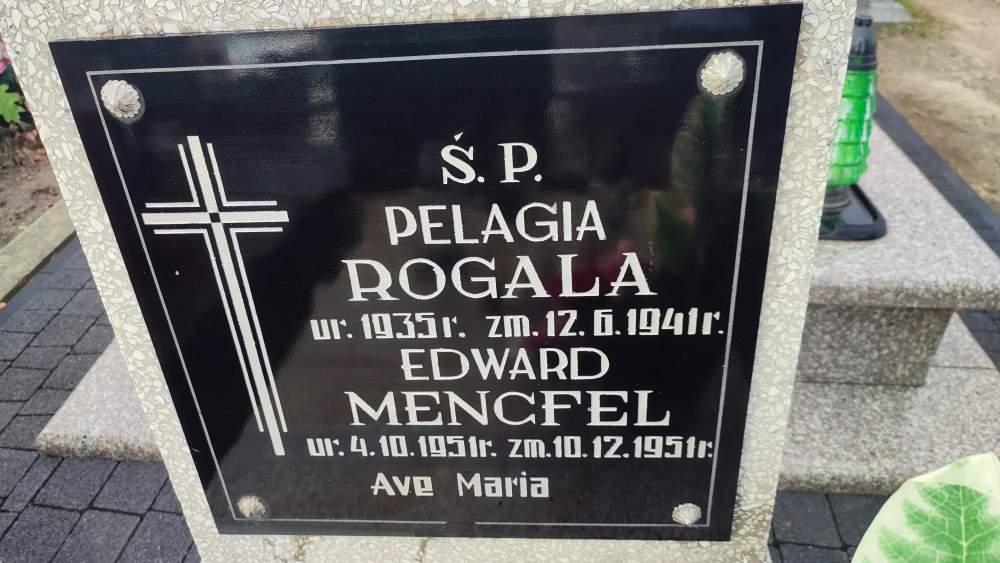 Ś. P.
PELAGIA
ROGALA
ur. 1935 r. zm. 12. 6. 1941 r.
EDWARD
MENCFEL
ur. 4. 10. 1951 r. zm. 10. 12. 1951 r.
Ave Maria